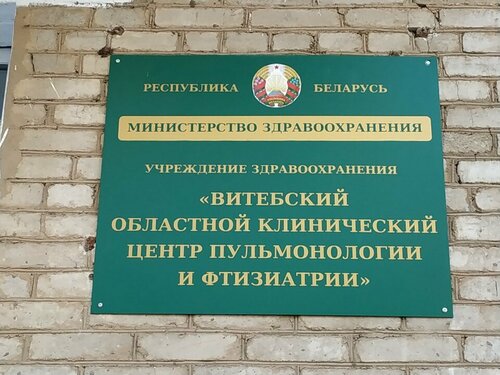 РЕСПУБЛИКА БЕЛАРУСЬ
МИНИСТЕРСТВО ЗДРАВООХРАНЕНИЯ
УЧРЕЖДЕНИЕ ЗДРАВООХРАНЕНИЯ
«ВИТЕБСКИЙ
ОБЛАСТНОЙ КЛИНИЧЕСКИЙ
ЦЕНТР ПУЛЬМОНОЛОГИИ
И ФТИЗИАТРИИ»